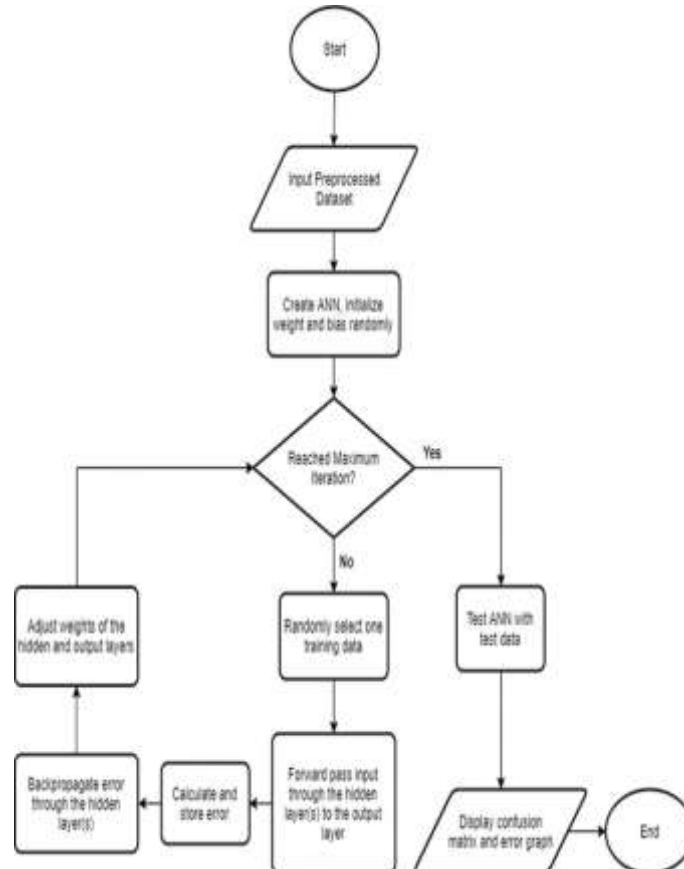 Start
Input Preprocessed
Dataset
Create ANN, initialize
weight and bias randomly
Reached Maximum
Iteration?
Yes
No
Adjust weights of the
hidden and output layers
Randomly select one
training data
Test ANN with
test data
Backpropagate error
through the hidden
layer(s)
Calculate and
store error
Forward pass input
through the hidden
layer(s) to the output
layer
Display confusion
matrix and error graph
End